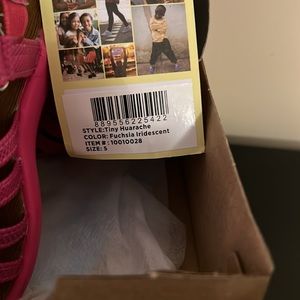 889556225422
STYLE:Tiny Huarache
COLOR: Fuchsia Iridescent
ITEM # : 10010028
SIZE: 5